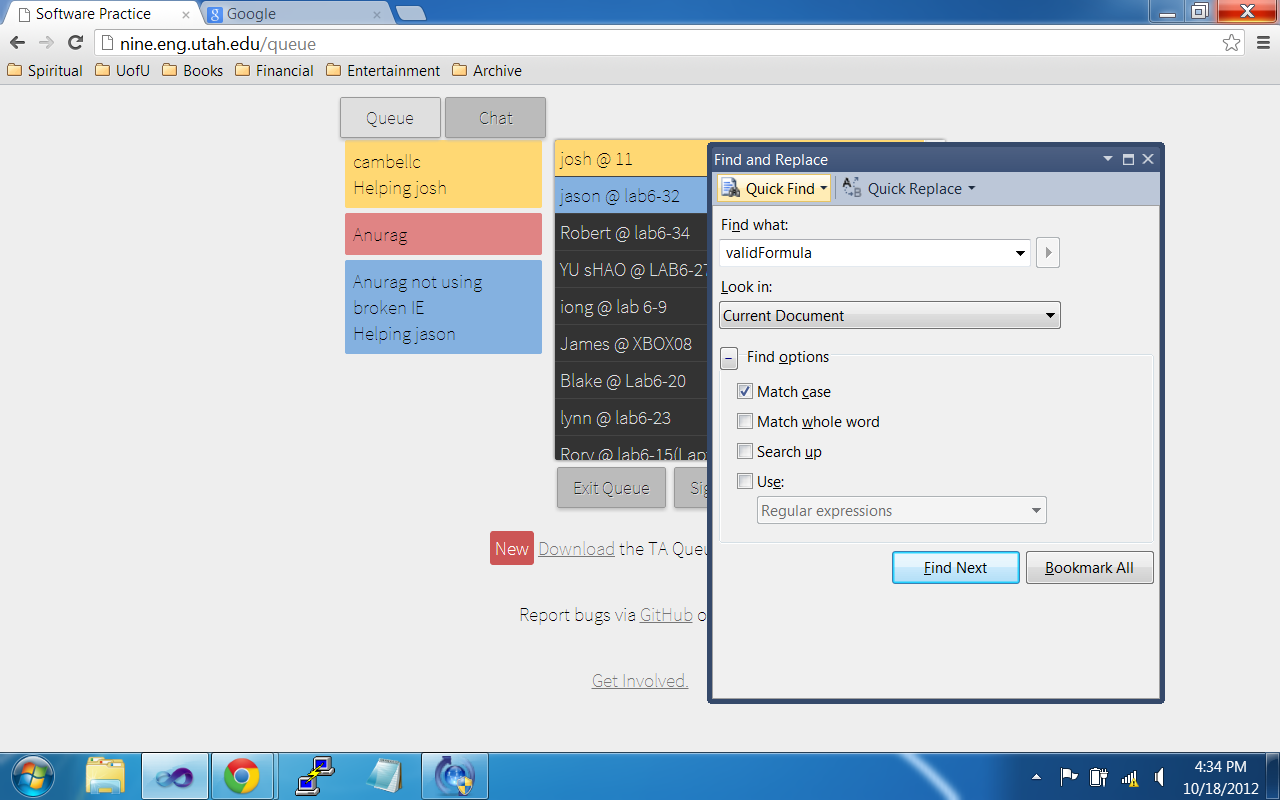 Software Practice
Google
nine.eng.utah.edu/queue
Spiritual UofU Books Financial Entertainment Archive
Queue Chat
cambellc
Helping josh
Anurag
Anurag not using
broken IE
Helping jason
josh @ 11
jason @ lab6-32
Robert @ lab6-34
YU sHAO @ LAB6-27
iong @ lab 6-9
James @ XBOX08
Blake @ Lab6-20
lynn @ lab6-23
Rory @ lab6-15(Lap
Exit Queue
New Download the TA Queu
Report bugs via GitHub o
Get Involved.
Find and Replace
Quick Find Quick Replace
Find what:
validFormula
Look in:
Current Document
Find options
Match case
Match whole word
Search up
Use:
Regular expressions
Find Next Bookmark All
4:34 PM
10/18/2012